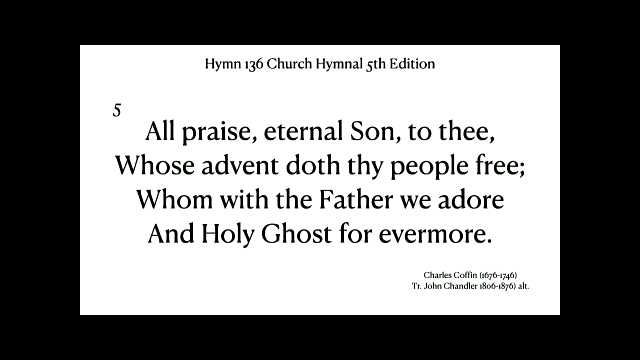 Hymn 136 Church Hymnal 5th Edition
5
All praise, eternal Son, to thee,
Whose advent doth thy people free;
Whom with the Father we adore
And Holy Ghost for evermore.
Charles Coffin (1676-1746)
Tr. John Chandler 1806-1876) alt.